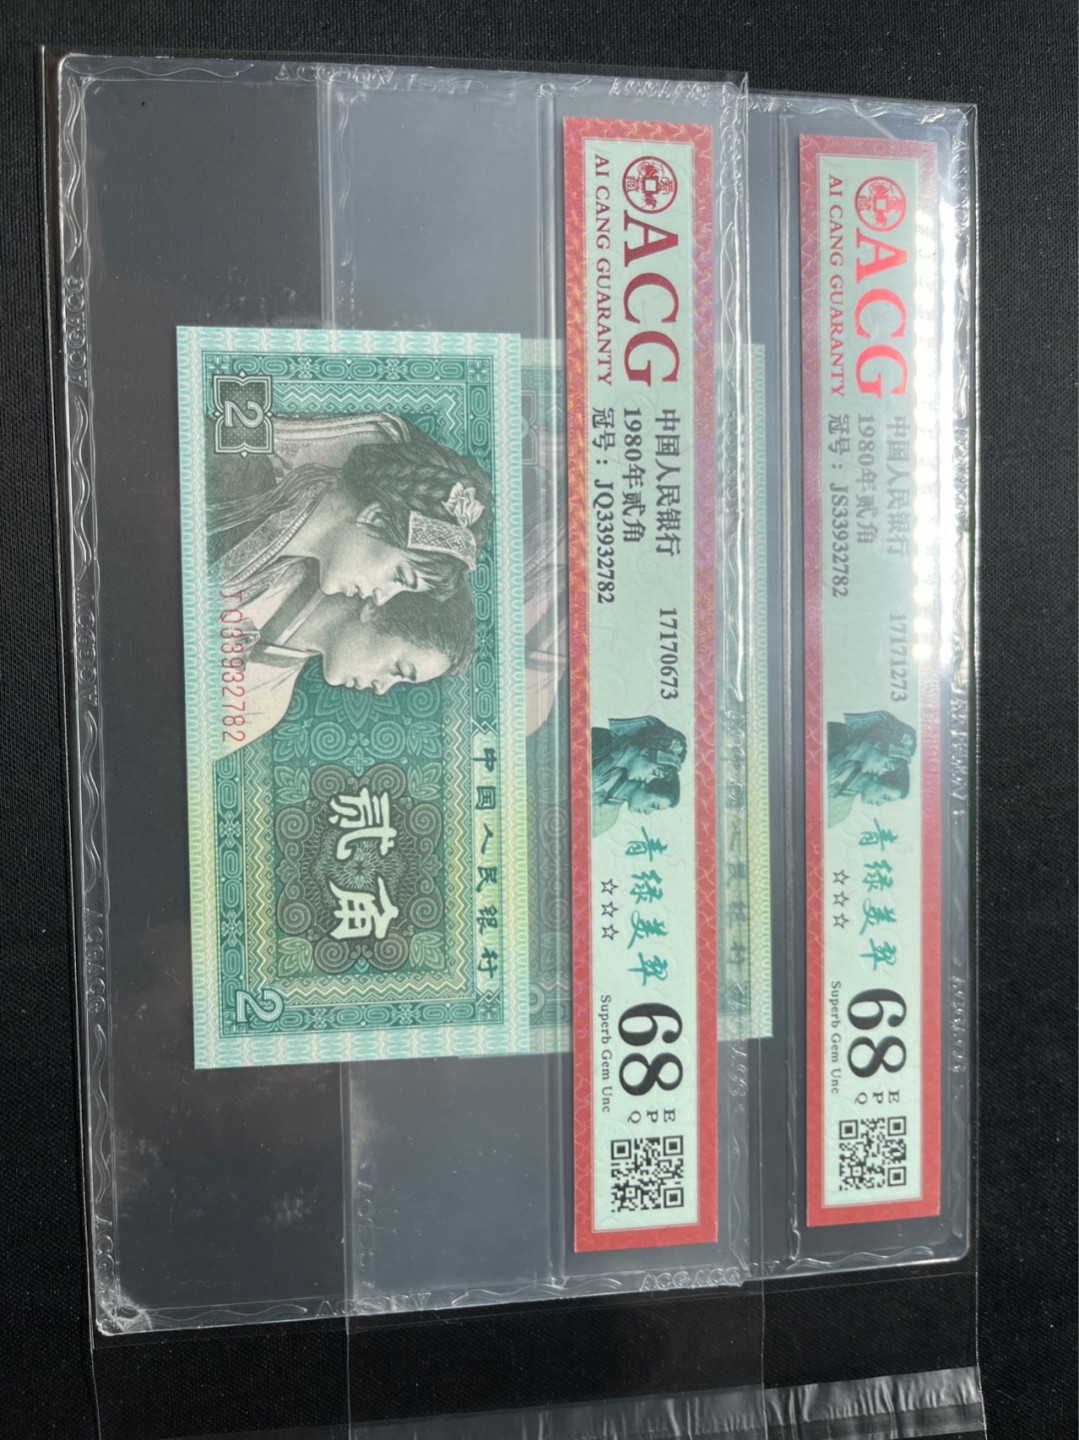 ACG
AI CANG GUARANTY
中国人民银行 17171273
1980年贰角
冠号：JS33932782
青绿美翠
☆☆☆
68 EPQ
Superb Gem Unc
ACG
AI CANG GUARANTY
中国人民银行 17170673
1980年贰角
冠号：JQ33932782
青绿美翠
☆☆☆
68 EPQ
Superb Gem Unc
中国人民银行
贰角
2
2
JQ33932782